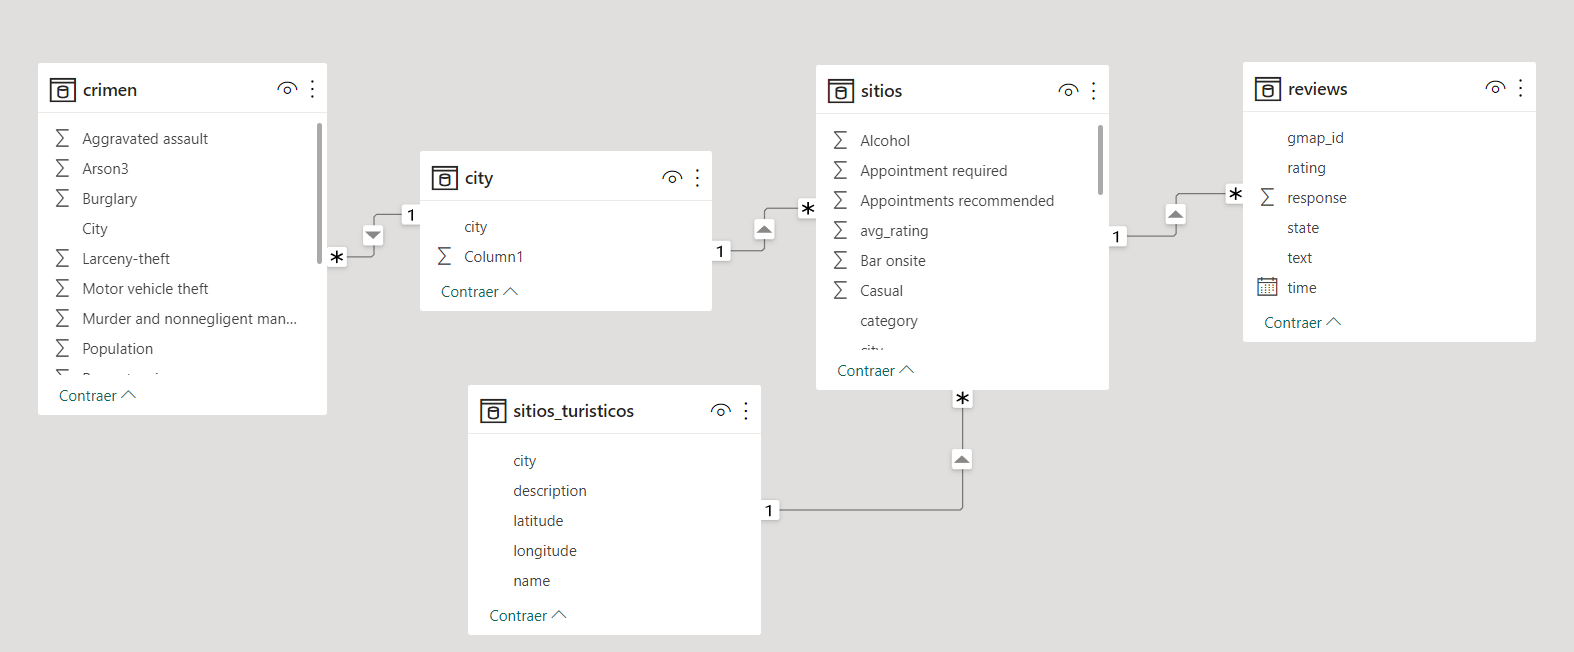 crimen
Aggravated assault
Arson3
Burglary
City
Larceny-theft
Motor vehicle theft
Murder and nonnegligent man...
Population
Contraer
*
1
city
city
Column1
Contraer
1
*
sitios
Alcohol
Appointment required
Appointments recommended
avg_rating
Bar onsite
Casual
category
city
Contraer
1
*
reviews
gmap_id
rating
response
state
text
time
Contraer
sitios_turisticos
city
description
latitude
longitude
name
Contraer
1
*